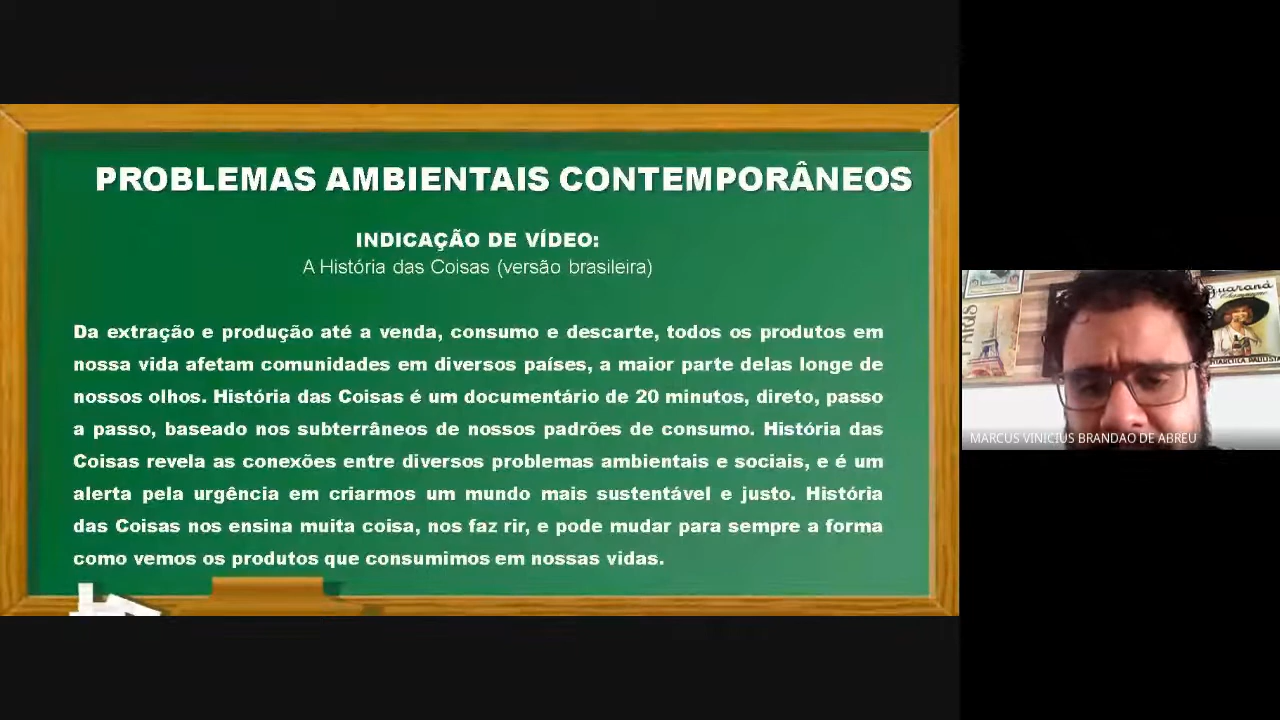 PROBLEMAS AMBIENTAIS CONTEMPORÂNEOS
INDICAÇÃO DE VÍDEO:
A História das Coisas (versão brasileira)
Da extração e produção até a venda, consumo e descarte, todos os produtos em
nossa vida afetam comunidades em diversos países, a maior parte delas longe de
nossos olhos. História das Coisas é um documentário de 20 minutos, direto, passo
a passo, baseado nos subterrâneos de nossos padrões de consumo. História das
Coisas revela as conexões entre diversos problemas ambientais e sociais, e é um
alerta pela urgência em criarmos um mundo mais sustentável e justo. História
das Coisas nos ensina muita coisa, nos faz rir, e pode mudar para sempre a forma
como vemos os produtos que consumimos em nossas vidas.
PARIS
Guaraná
Champagne
MARCUS VINICIUS BRANDAO DE ABREU